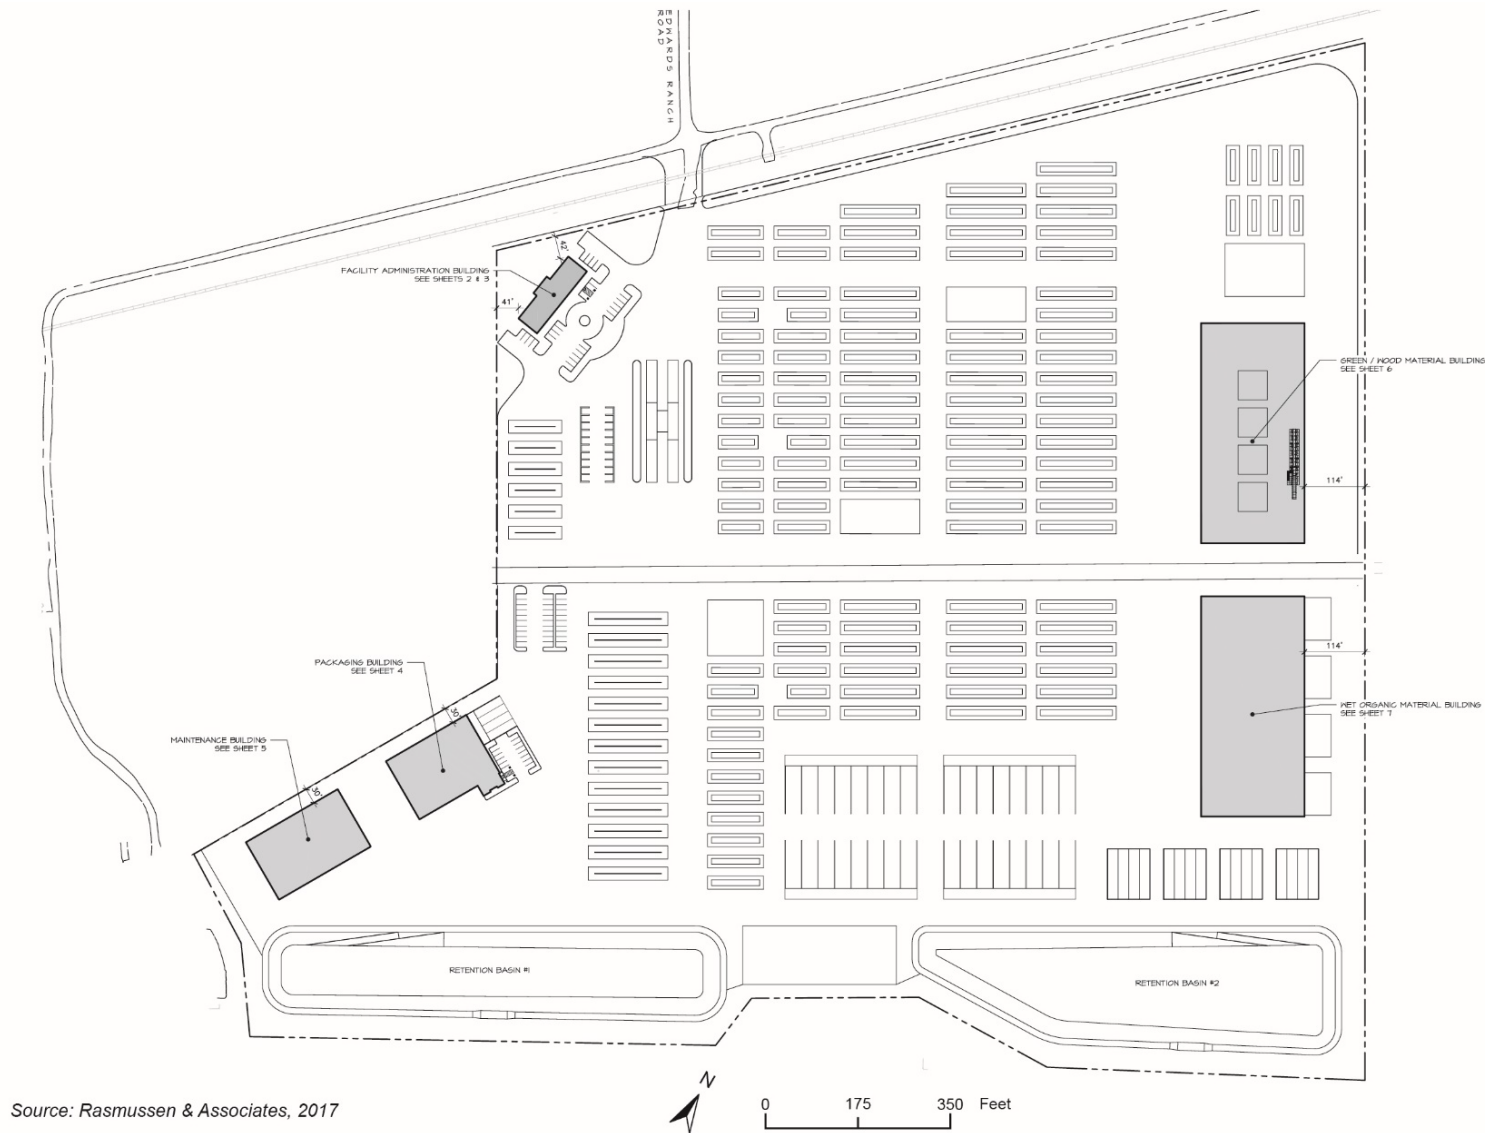 EDWARDS RANCH
ROAD
42'
FACILITY ADMINISTRATION BUILDING
SEE SHEETS 2 & 3
41'
GREEN / WOOD MATERIAL BUILDING
SEE SHEET 6
114'
PACKAGING BUILDING
SEE SHEET 4
114'
30'
WET ORGANIC MATERIAL BUILDING
SEE SHEET 7
MAINTENANCE BUILDING
SEE SHEET 5
30'
RETENTION BASIN #1
RETENTION BASIN #2
N
Source: Rasmussen & Associates, 2017
0 175 350 Feet